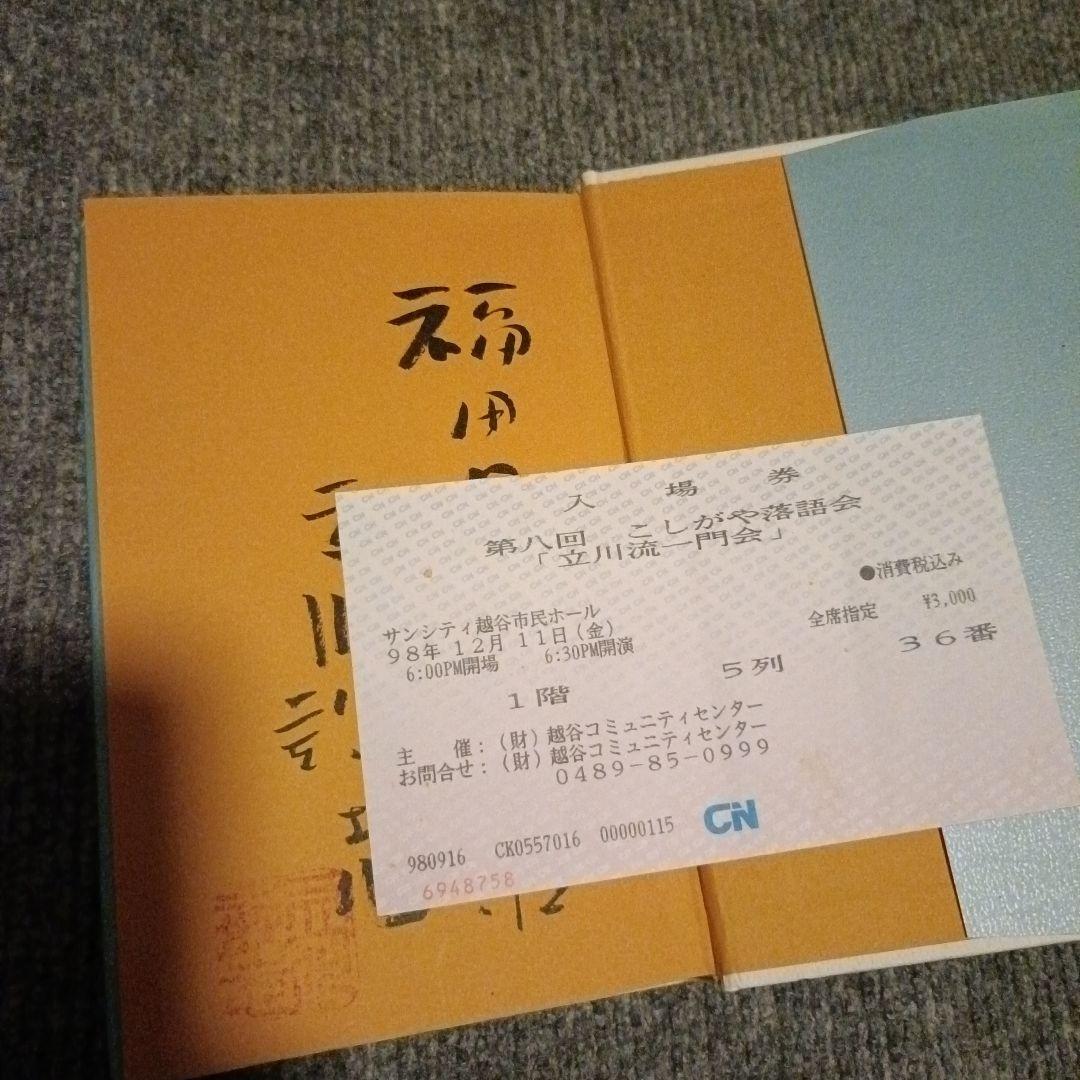 福田
入場券
第八回 こしがや落語会
「立川流一門会」
●消費税込み
サンシティ越谷市民ホール
98年 12月 11日(金)
全席指定 ¥3,000
6:00PM開場 6:30PM開演
1階 5列 36番
主 催:(財)越谷コミュニティセンター
お問合せ:(財)越谷コミュニティセンター
0489-85-0999
980916 CK0557016 00000115
CN
6948758